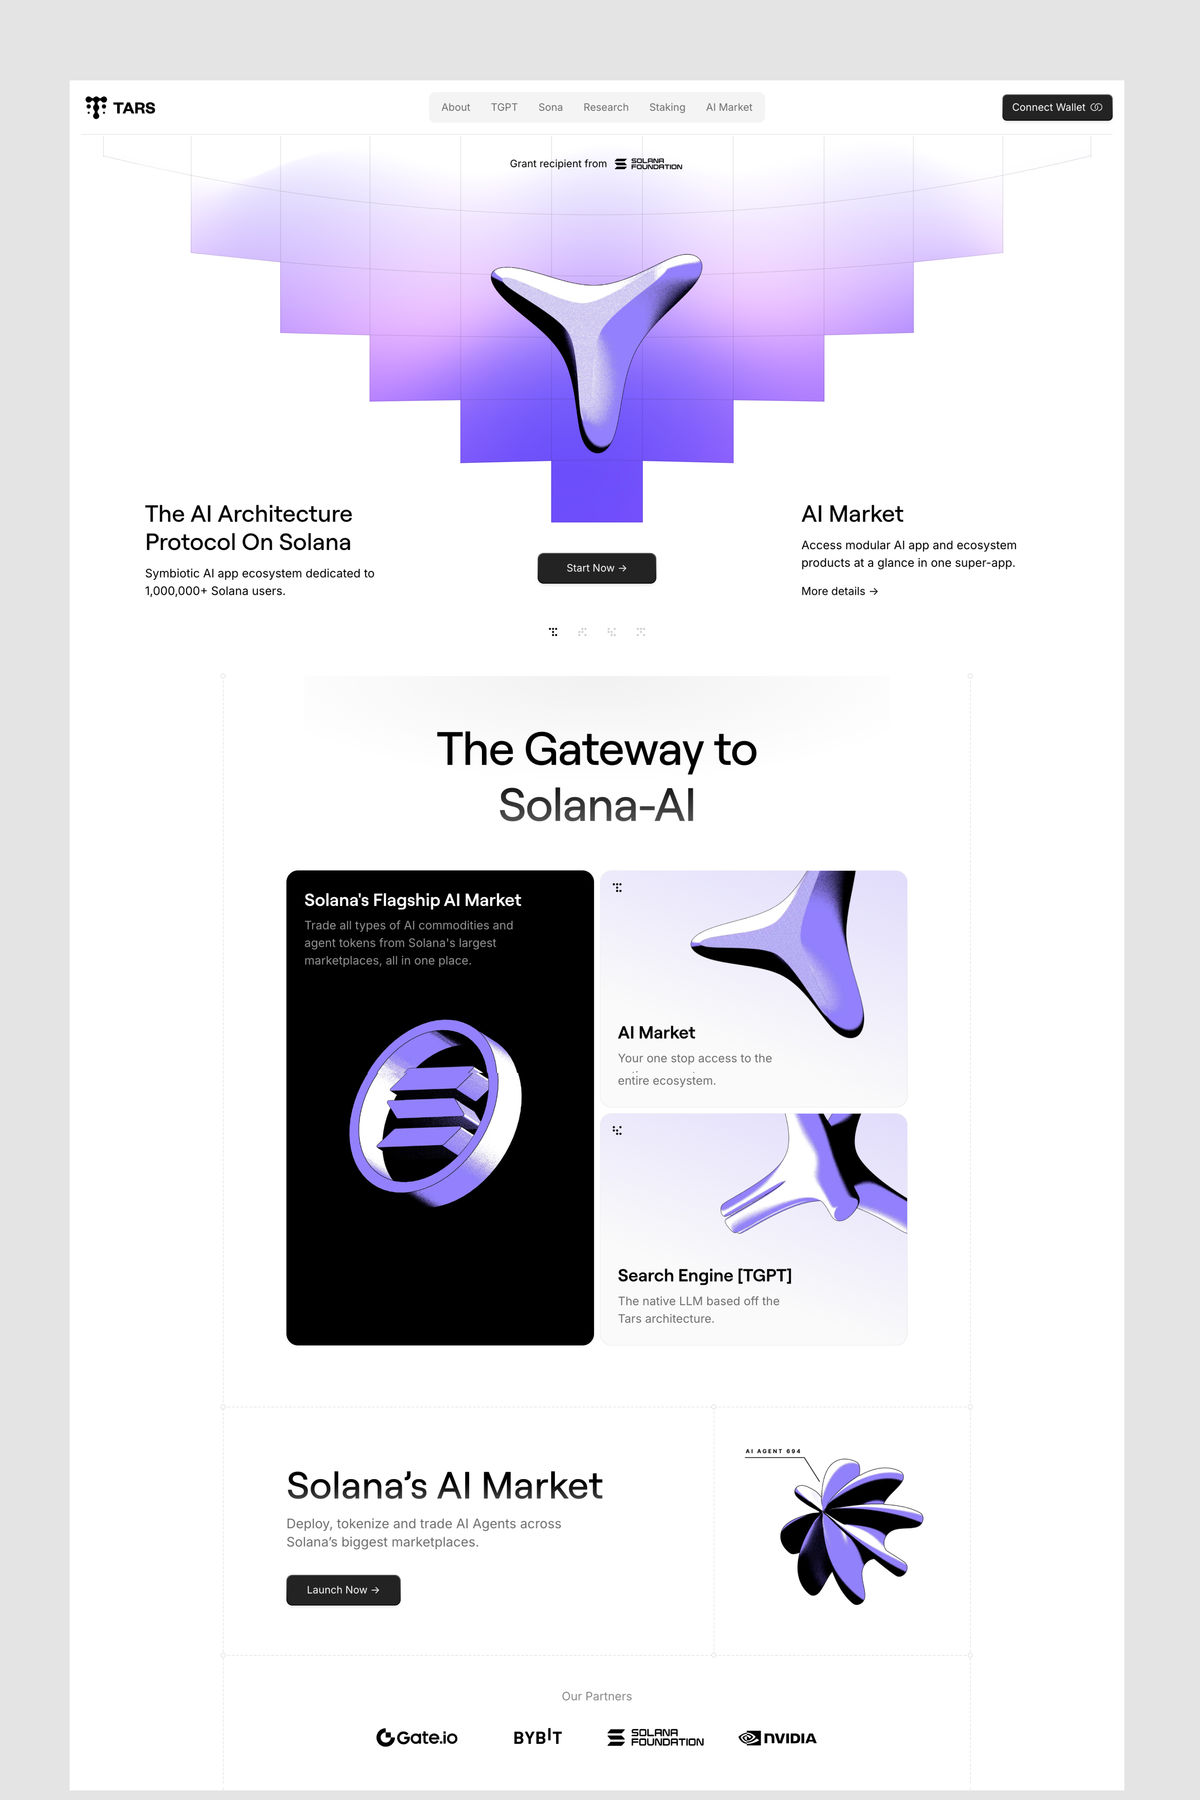 TARS
About
TGPT
Sona
Research
Staking
AI Market
Connect Wallet
Grant recipient from SOLANA FOUNDATION
The AI Architecture
Protocol On Solana
Symbiotic AI app ecosystem dedicated to
1,000,000+ Solana users.
Start Now →
AI Market
Access modular AI app and ecosystem
products at a glance in one super-app.
More details →
The Gateway to
Solana-AI
Solana's Flagship AI Market
Trade all types of AI commodities and
agent tokens from Solana's largest
marketplaces, all in one place.
AI Market
Your one stop access to the
entire ecosystem.
Search Engine [TGPT]
The native LLM based off the
Tars architecture.
Solana’s AI Market
Deploy, tokenize and trade AI Agents across
Solana’s biggest marketplaces.
Launch Now →
AI AGENT 694
Our Partners
Gate.io
BYBIT
SOLANA
FOUNDATION
NVIDIA